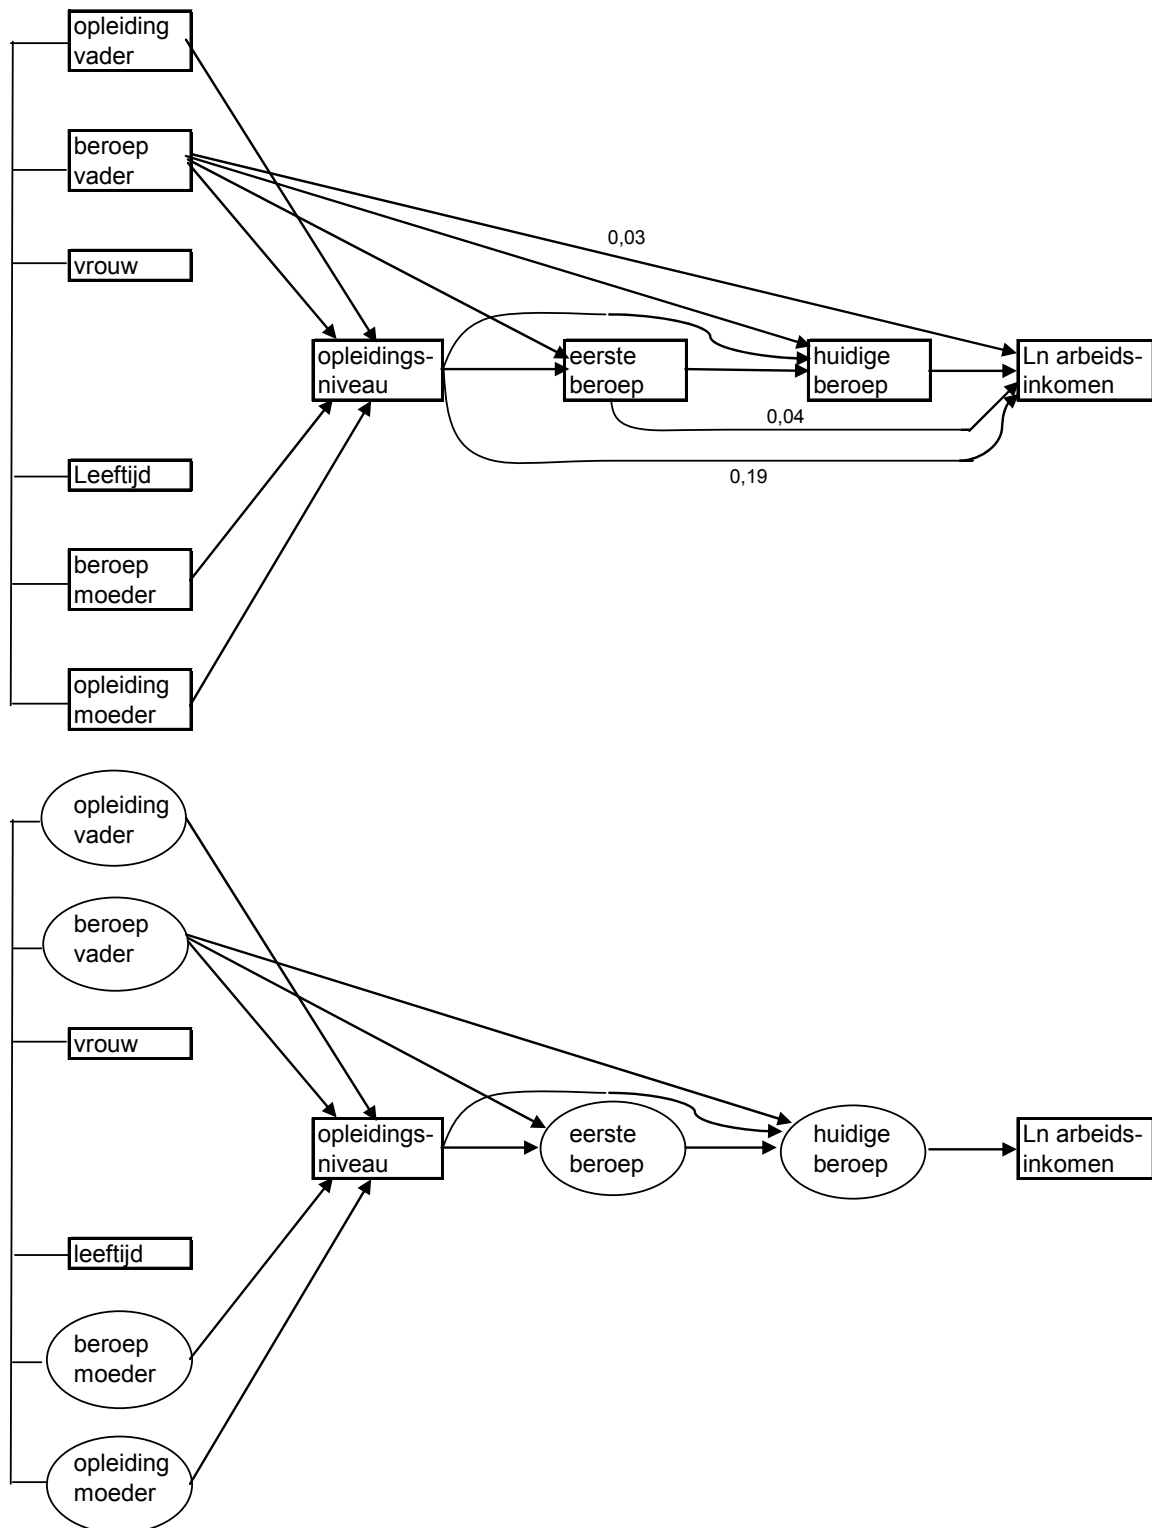 opleiding
vader
beroep
vader
vrouw
0,03
opleidings-
niveau
eerste
beroep
huidige
beroep
Ln arbeids-
inkomen
0,04
0,19
Leeftijd
beroep
moeder
opleiding
moeder
opleiding
vader
beroep
vader
vrouw
opleidings-
niveau
eerste
beroep
huidige
beroep
Ln arbeids-
inkomen
leeftijd
beroep
moeder
opleiding
moeder